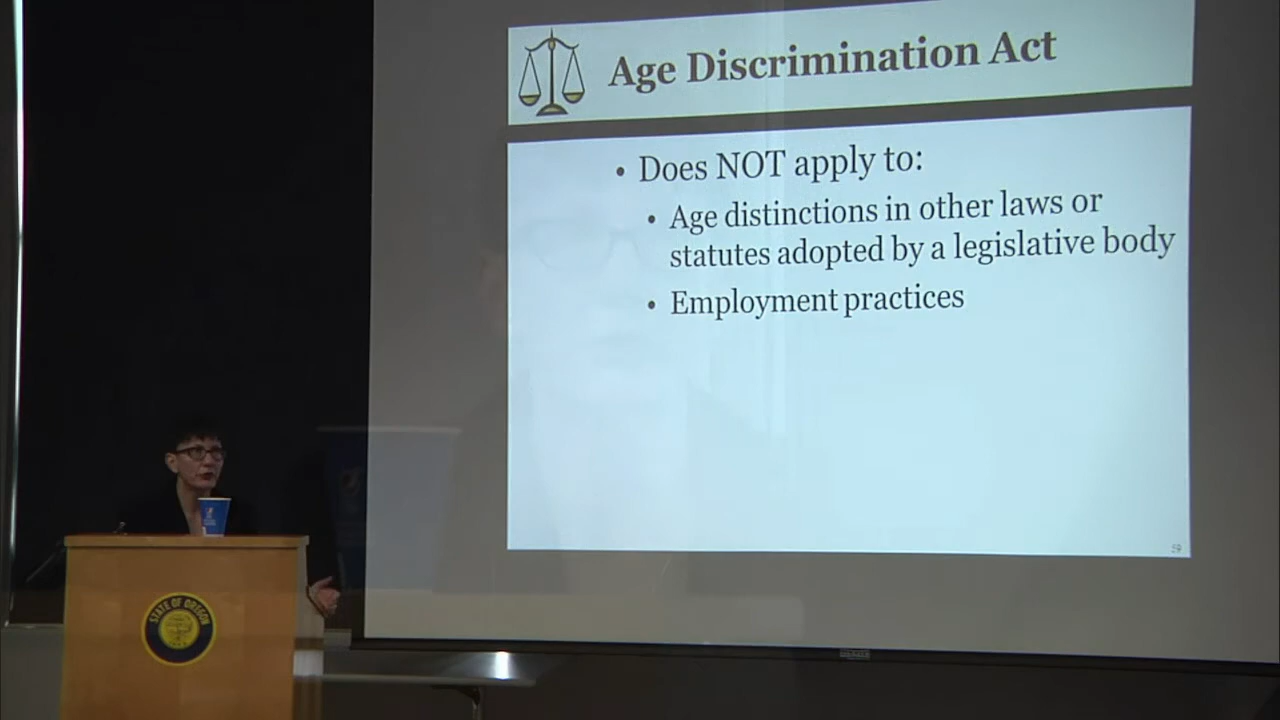 Age Discrimination Act
• Does NOT apply to:
• Age distinctions in other laws or
statutes adopted by a legislative body
• Employment practices
59
STATE OF OREGON